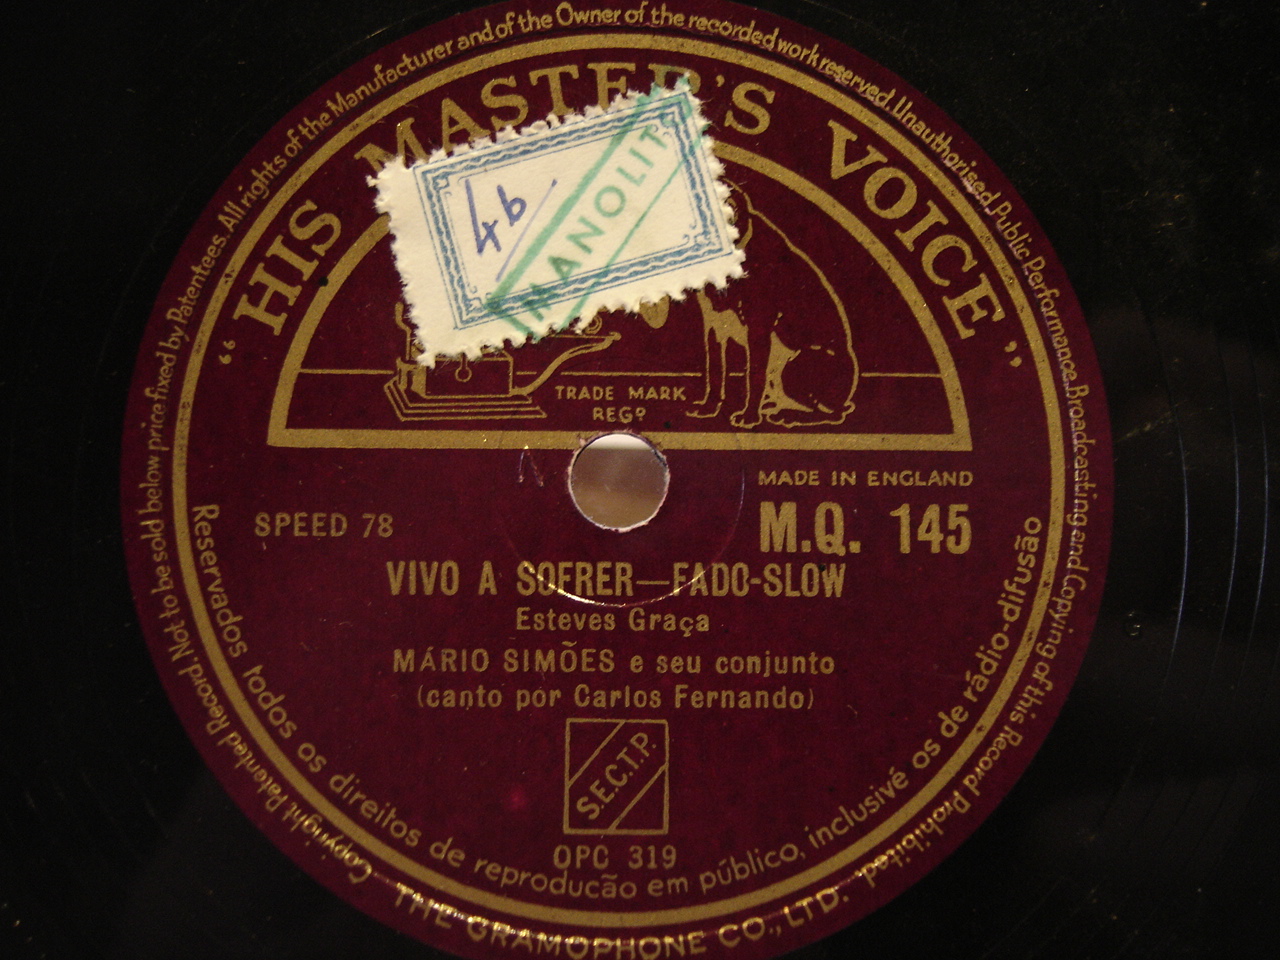 Not to be sold below price fixed by Patentees. All rights of the Manufacturer and of the Owner of the recorded work reserved. Unauthorised Public Performance, Broadcasting and Copying of this Record Prohibited.
“HIS MASTER'S VOICE”
4b
MANOLIT
TRADE MARK
REGD
MADE IN ENGLAND
SPEED 78
M.Q. 145
VIVO A SOFRER—FADO-SLOW
Esteves Graça
MÁRIO SIMÕES e seu conjunto
(canto por Carlos Fernando)
S.E.C.T.P.
OPC 319
Reservados todos os direitos de reprodução em público, inclusivé os de rádio-difusão
Copyright Patented Record.
THE GRAMOPHONE CO., LTD.